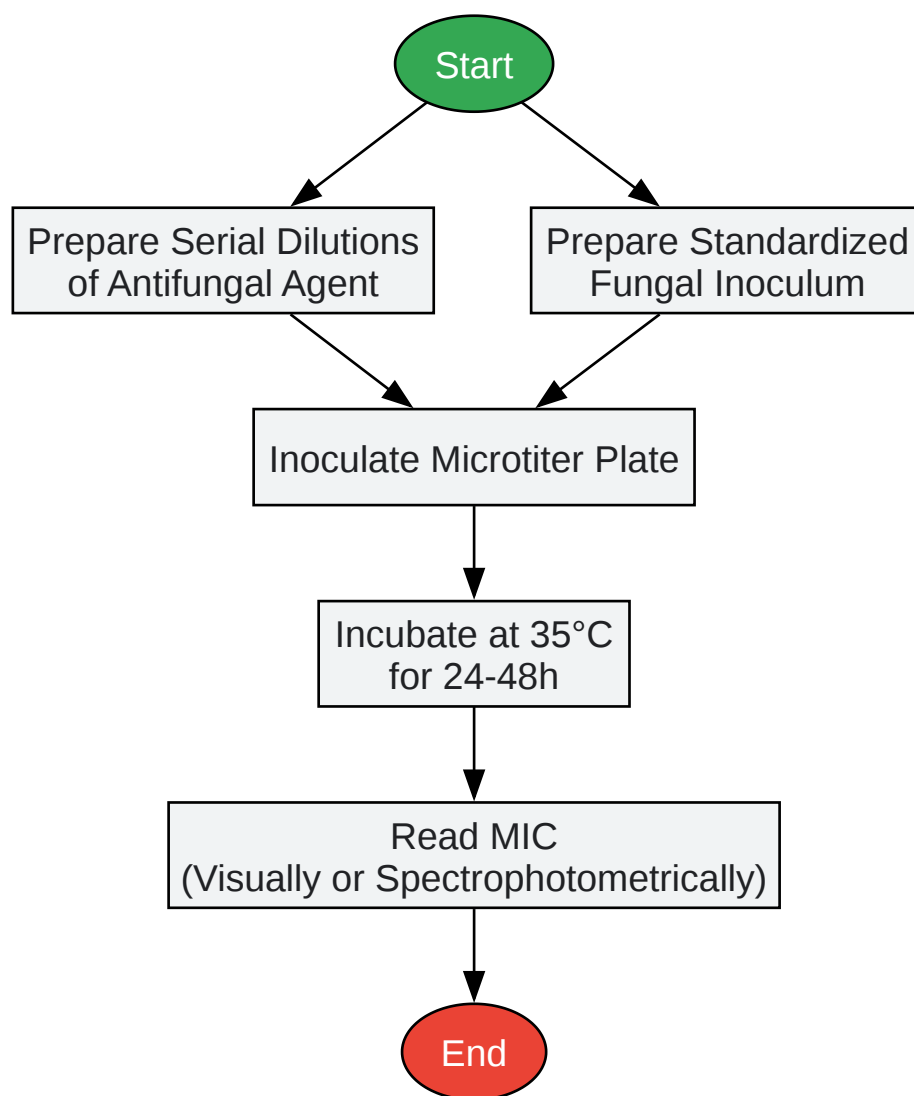 Start
Prepare Serial Dilutions
of Antifungal Agent
Prepare Standardized
Fungal Inoculum
Inoculate Microtiter Plate
Incubate at 35°C
for 24-48h
Read MIC
(Visually or Spectrophotometrically)
End